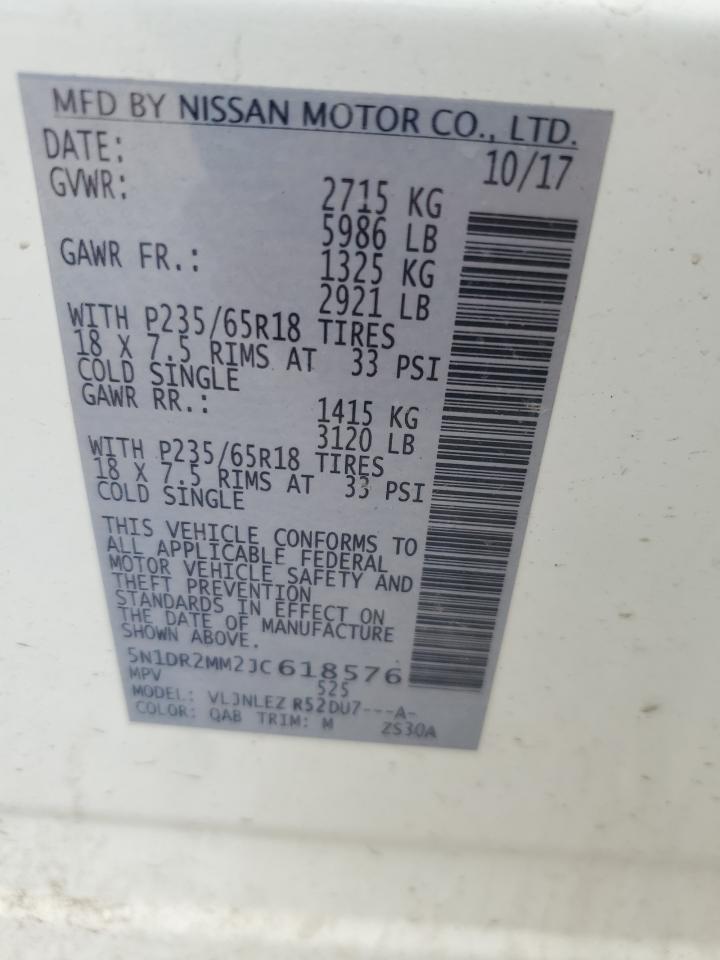 MFD BY NISSAN MOTOR CO., LTD.
DATE: 10/17
GVWR: 2715 KG
5986 LB
GAWR FR.: 1325 KG
2921 LB
WITH P235/65R18 TIRES
18 X 7.5 RIMS AT 33 PSI
COLD SINGLE
GAWR RR.: 1415 KG
3120 LB
WITH P235/65R18 TIRES
18 X 7.5 RIMS AT 33 PSI
COLD SINGLE
THIS VEHICLE CONFORMS TO
ALL APPLICABLE FEDERAL
MOTOR VEHICLE SAFETY AND
THEFT PREVENTION
STANDARDS IN EFFECT ON
THE DATE OF MANUFACTURE
SHOWN ABOVE.
5N1DR2MM2JC618576
MPV 525
MODEL: VLJNLEZ R52DU7---A-
COLOR: QAB TRIM: M ZS30A